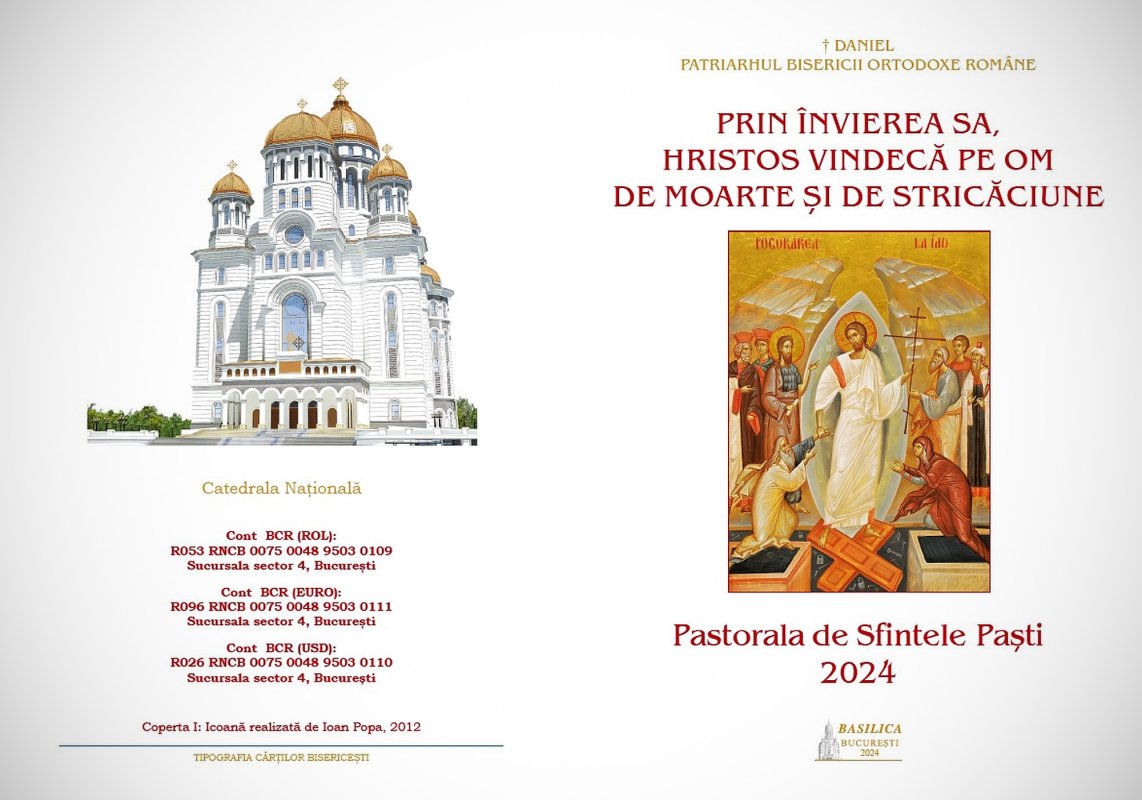 Catedrala Națională
Cont BCR (ROL):
R053 RNCB 0075 0048 9503 0109
Sucursala sector 4, București
Cont BCR (EURO):
R096 RNCB 0075 0048 9503 0111
Sucursala sector 4, București
Cont BCR (USD):
R026 RNCB 0075 0048 9503 0110
Sucursala sector 4, București
Coperta I: Icoană realizată de Ioan Popa, 2012
TIPOGRAFIA CĂRȚILOR BISERICEȘTI
† DANIEL
PATRIARHUL BISERICII ORTODOXE ROMÂNE
PRIN ÎNVIEREA SA,
HRISTOS VINDECĂ PE OM
DE MOARTE ȘI DE STRICĂCIUNE
POGORAREA LA IAD
Pastorala de Sfintele Paști
2024
BASILICA
BUCUREȘTI
2024